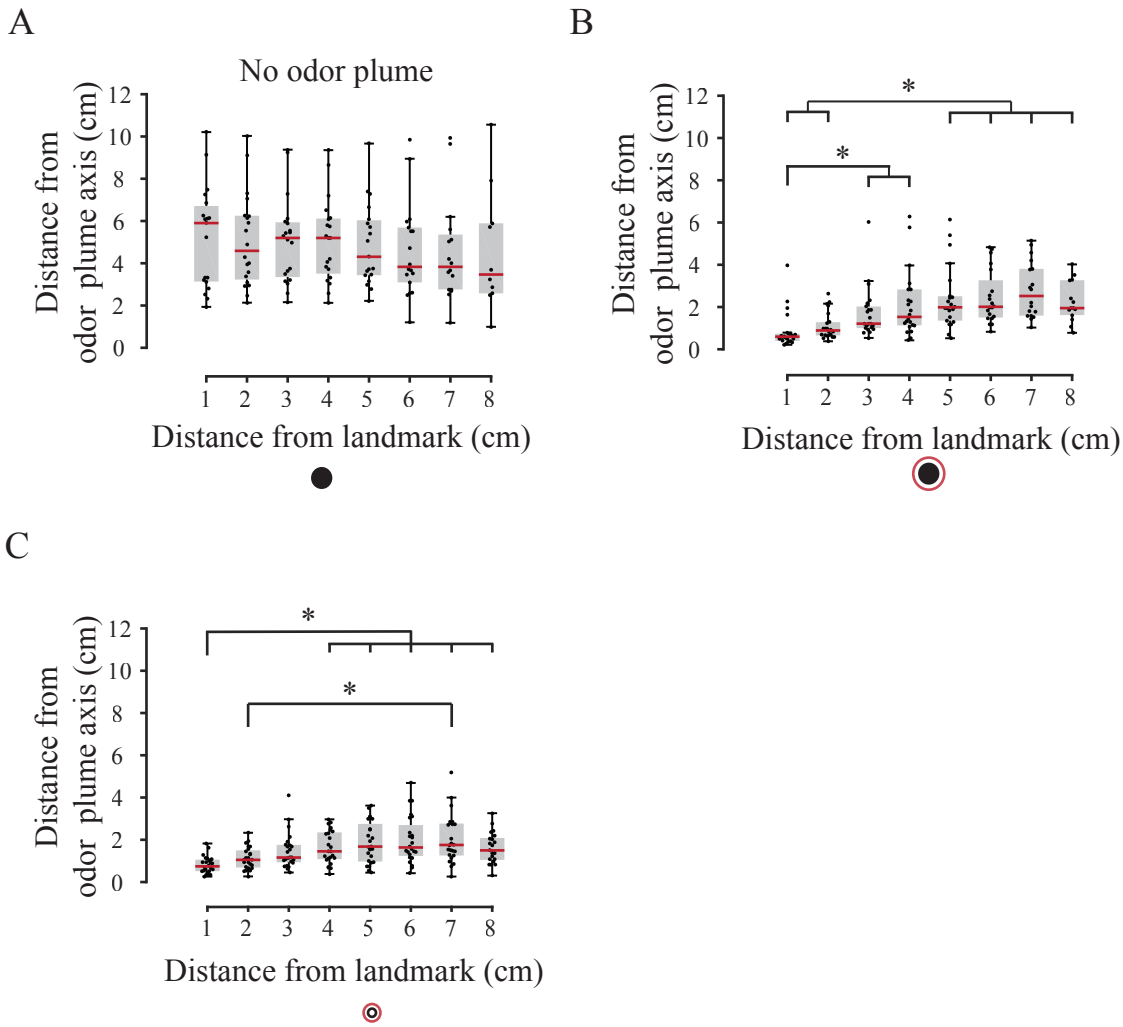 A
No odor plume
Distance from
odor plume axis (cm)
12
10
8
6
4
2
0
1 2 3 4 5 6 7 8
Distance from landmark (cm)
B
Distance from
odor plume axis (cm)
12
10
8
6
4
2
0
*
*
1 2 3 4 5 6 7 8
Distance from landmark (cm)
C
Distance from
odor plume axis (cm)
12
10
8
6
4
2
0
*
*
1 2 3 4 5 6 7 8
Distance from landmark (cm)